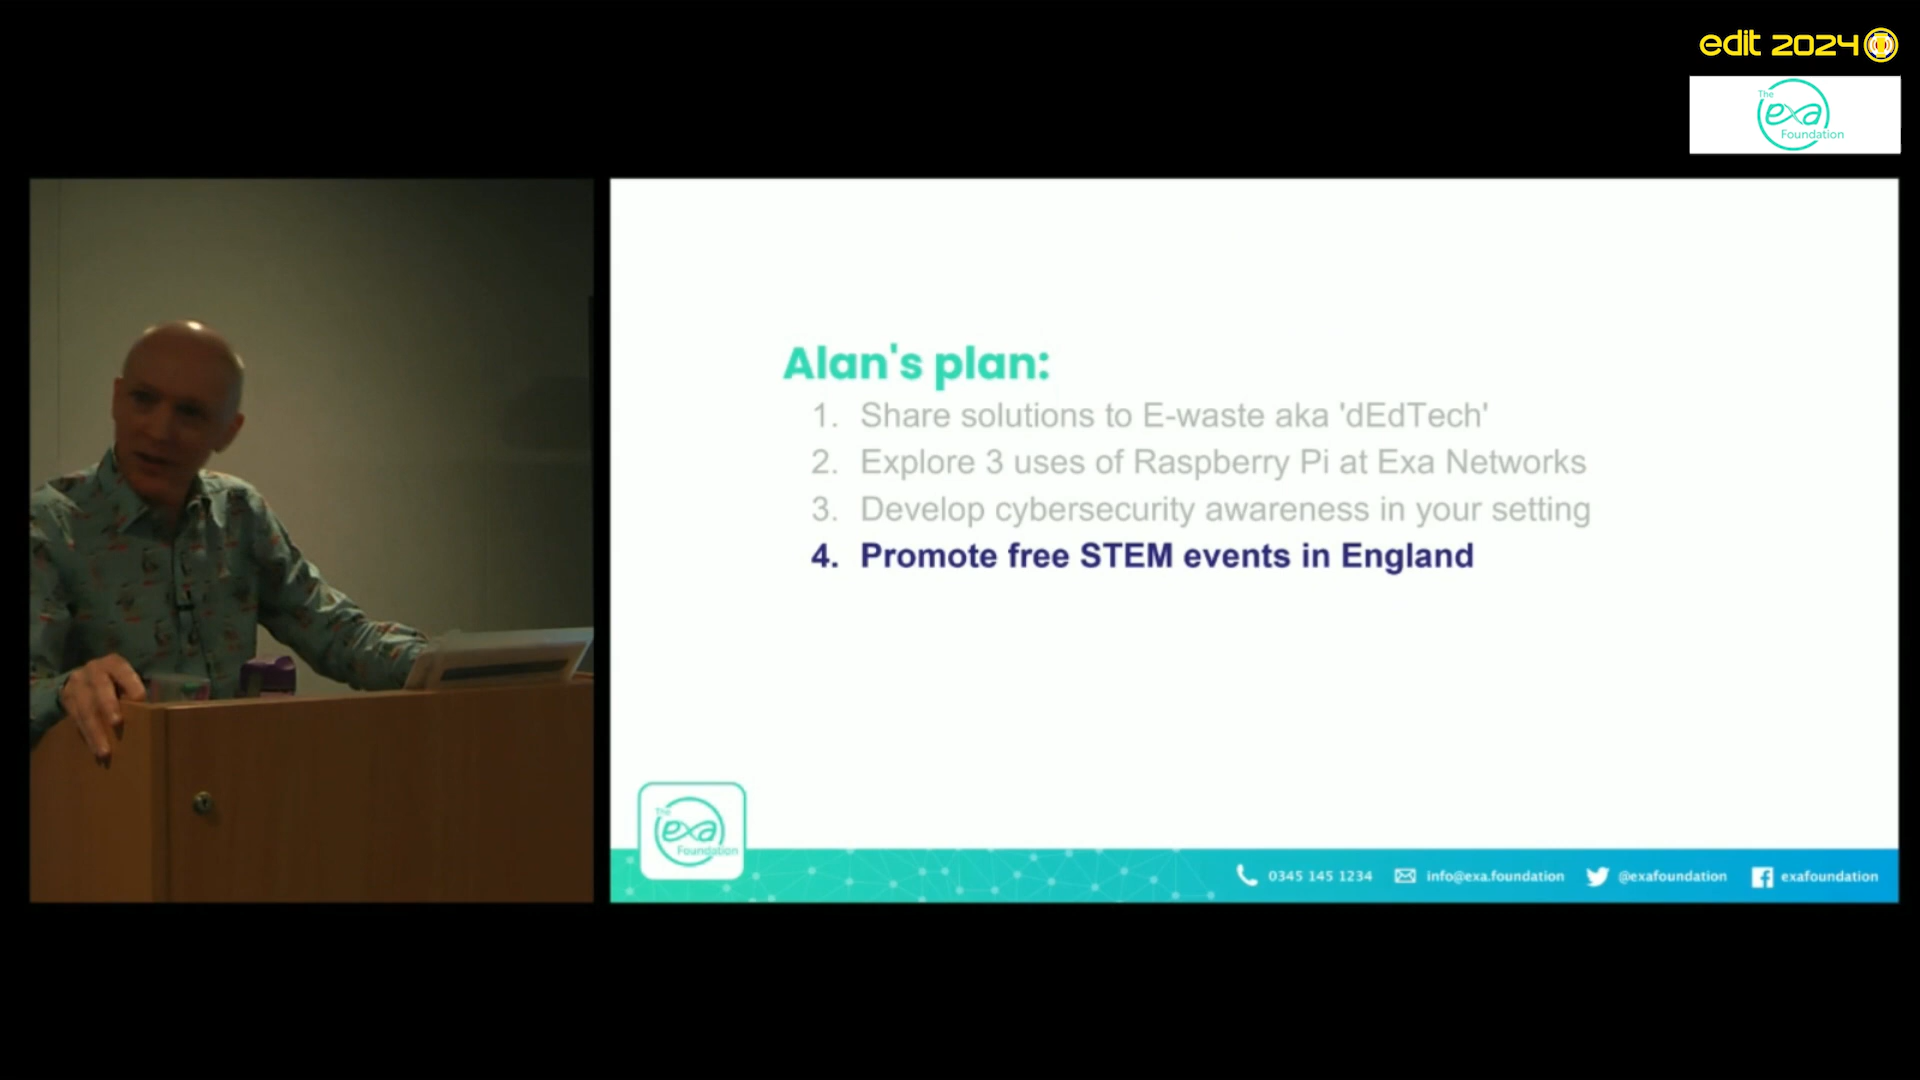 edit 2024
The
exa
Foundation
Alan's plan:
1. Share solutions to E-waste aka 'dEdTech'
2. Explore 3 uses of Raspberry Pi at Exa Networks
3. Develop cybersecurity awareness in your setting
4. Promote free STEM events in England
The
exa
Foundation
0345 145 1234 info@exa.foundation @exafoundation exafoundation